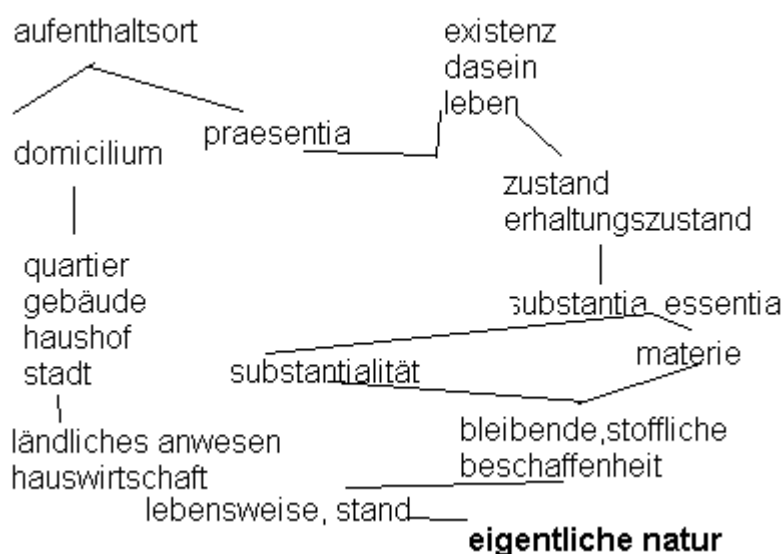 aufenthaltsort
existenz
dasein
leben
praesentia
domicilium
zustand
erhaltungszustand
quartier
gebäude
haushof
stadt
substantia essentia
materie
substantialität
ländliches anwesen
hauswirtschaft
bleibende,stoffliche
beschaffenheit
lebensweise, stand
eigentliche natur